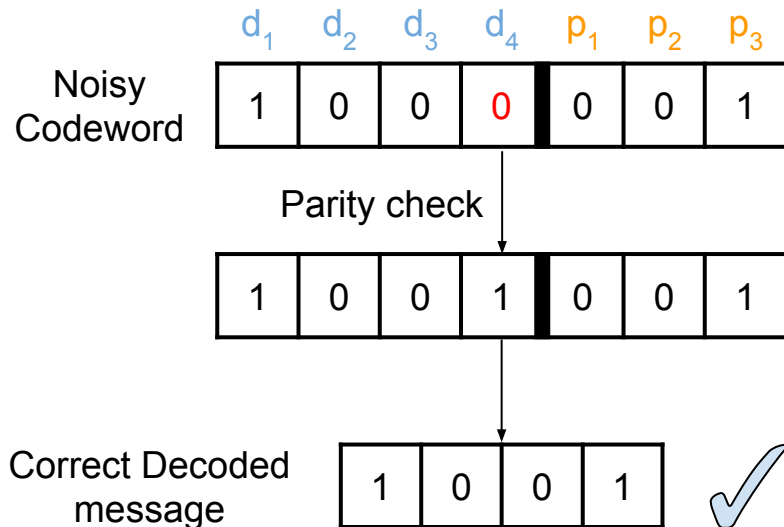 d₁ d₂ d₃ d₄ p₁ p₂ p₃
Noisy
Codeword
1 0 0 0 0 0 1
Parity check
1 0 0 1 0 0 1
Correct Decoded
message
1 0 0 1